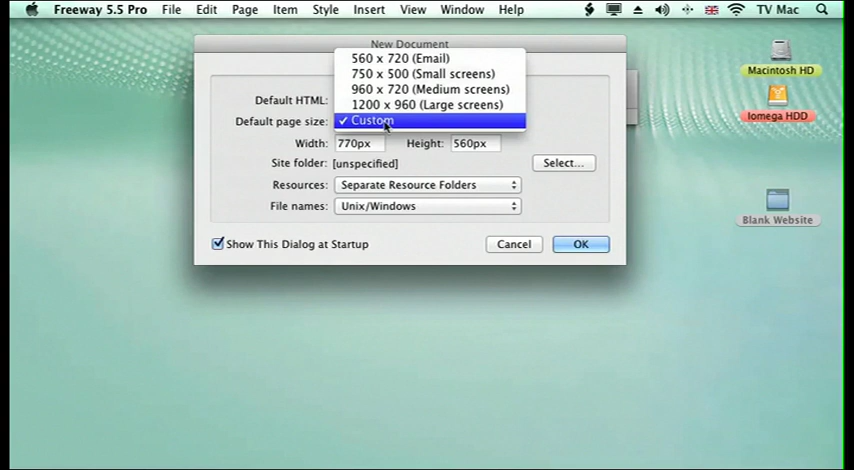 Freeway 5.5 Pro File Edit Page Item Style Insert View Window Help TV Mac
New Document
560 x 720 (Email)
750 x 500 (Small screens)
960 x 720 (Medium screens)
1200 x 960 (Large screens)
✓ Custom
Default HTML:
Default page size:
Width: 770px Height: 560px
Site folder: [unspecified] Select...
Resources: Separate Resource Folders
File names: Unix/Windows
Show This Dialog at Startup Cancel OK
Macintosh HD
Iomega HDD
Blank Website